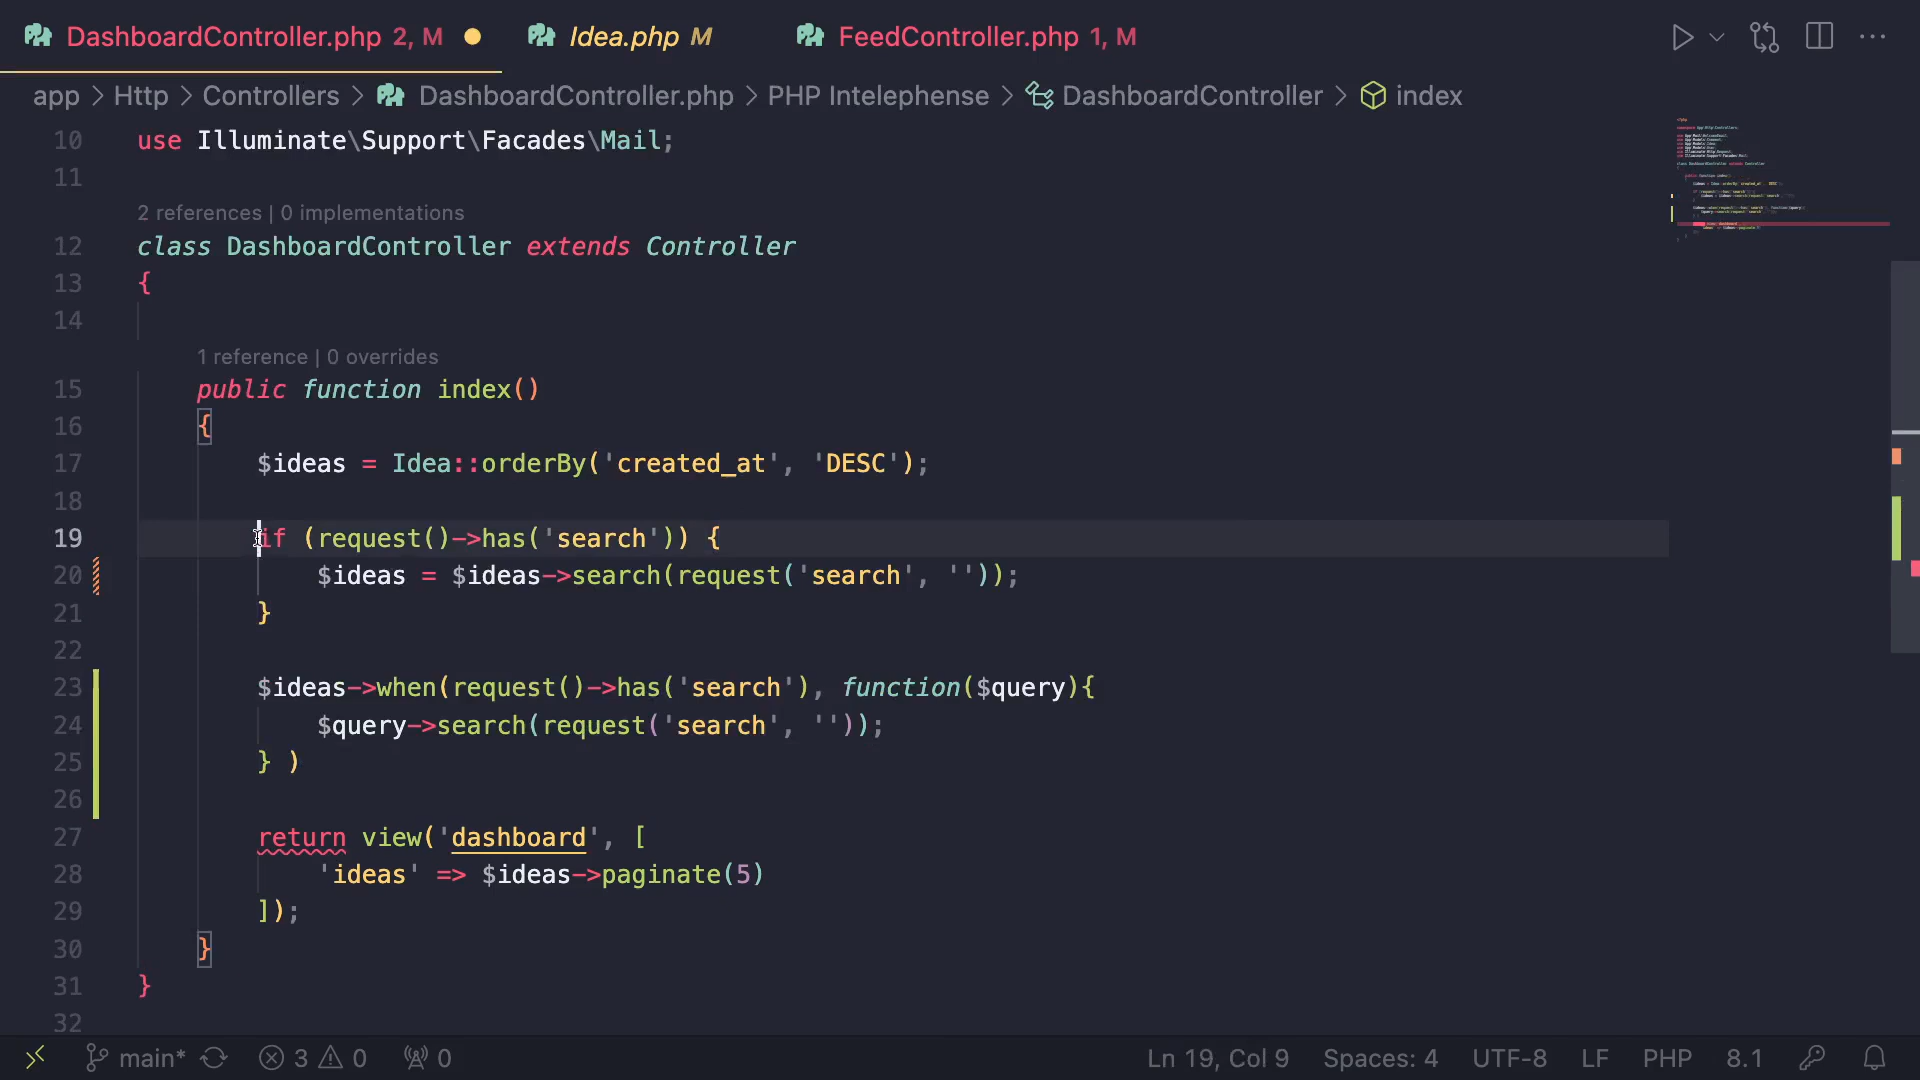 DashboardController.php 2, M Idea.php M FeedController.php 1, M
app > Http > Controllers > DashboardController.php > PHP Intelephense > DashboardController > index
10 use Illuminate\Support\Facades\Mail;
11
2 references | 0 implementations
12 class DashboardController extends Controller
13 {
14
1 reference | 0 overrides
15 public function index()
16 {
17 $ideas = Idea::orderBy('created_at', 'DESC');
18
19 if (request()->has('search')) {
20 $ideas = $ideas->search(request('search', ''));
21 }
22
23 $ideas->when(request()->has('search'), function($query){
24 $query->search(request('search', ''));
25 } )
26
27 return view('dashboard', [
28 'ideas' => $ideas->paginate(5)
29 ]);
30 }
31 }
32
main* 3 0 0 Ln 19, Col 9 Spaces: 4 UTF-8 LF PHP 8.1